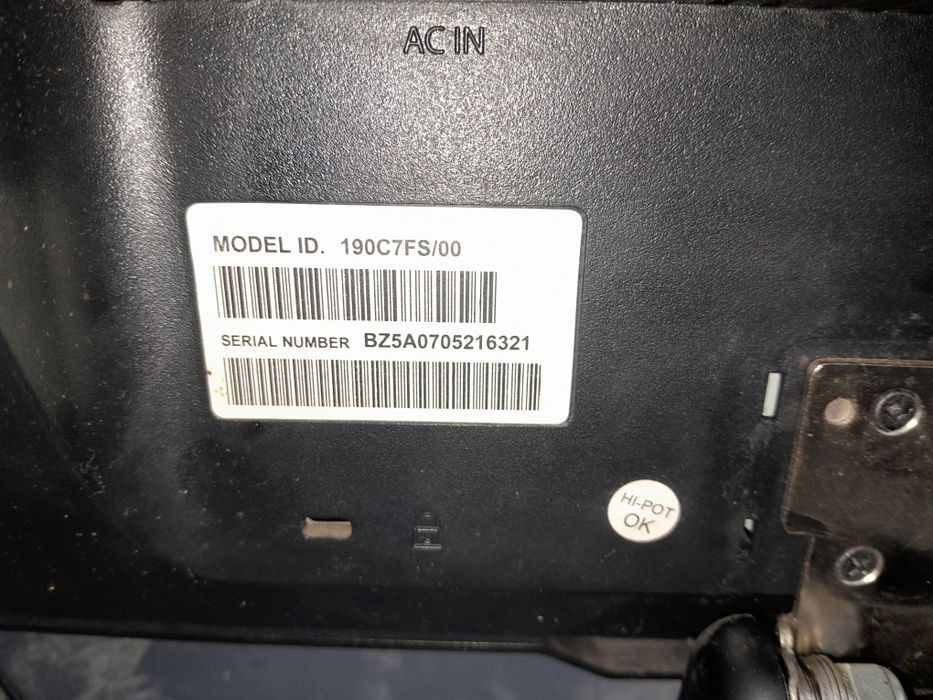 AC IN
MODEL ID. 190C7FS/00
SERIAL NUMBER BZ5A0705216321
HI-POT
OK